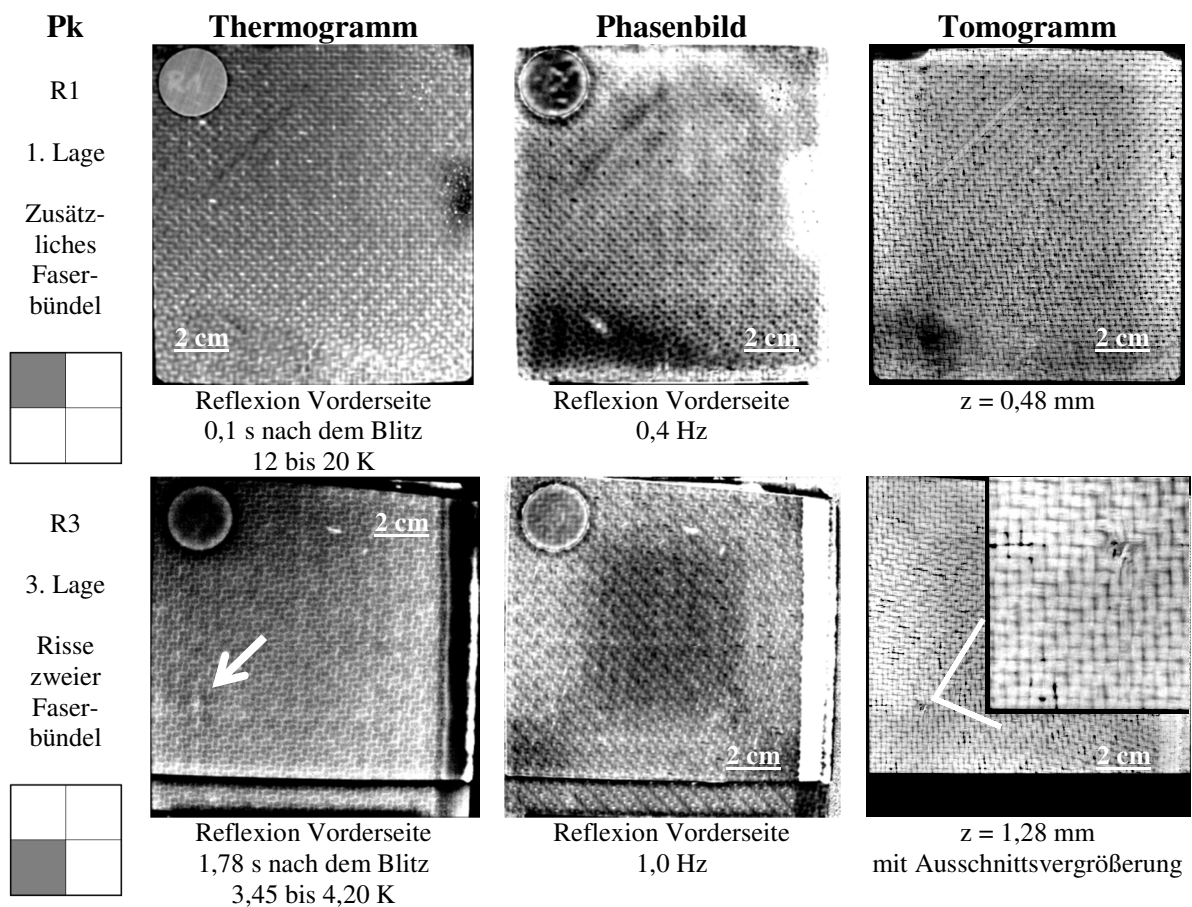 Pk Thermogramm Phasenbild Tomogramm
R1
1. Lage
Zusätz-
liches
Faser-
bündel
2 cm 2 cm 2 cm
Reflexion Vorderseite
0,1 s nach dem Blitz
12 bis 20 K
Reflexion Vorderseite
0,4 Hz
z = 0,48 mm
R3
3. Lage
Risse
zweier
Faser-
bündel
2 cm
2 cm
2 cm
Reflexion Vorderseite
1,78 s nach dem Blitz
3,45 bis 4,20 K
Reflexion Vorderseite
1,0 Hz
z = 1,28 mm
mit Ausschnittsvergrößerung